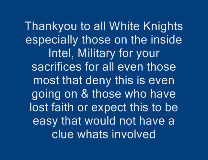 Thankyou to all White Knights
especially those on the inside
Intel, Military for your
sacrifices for all even those
most that deny this is even
going on & those who have
lost faith or expect this to be
easy that would not have a
clue whats involved